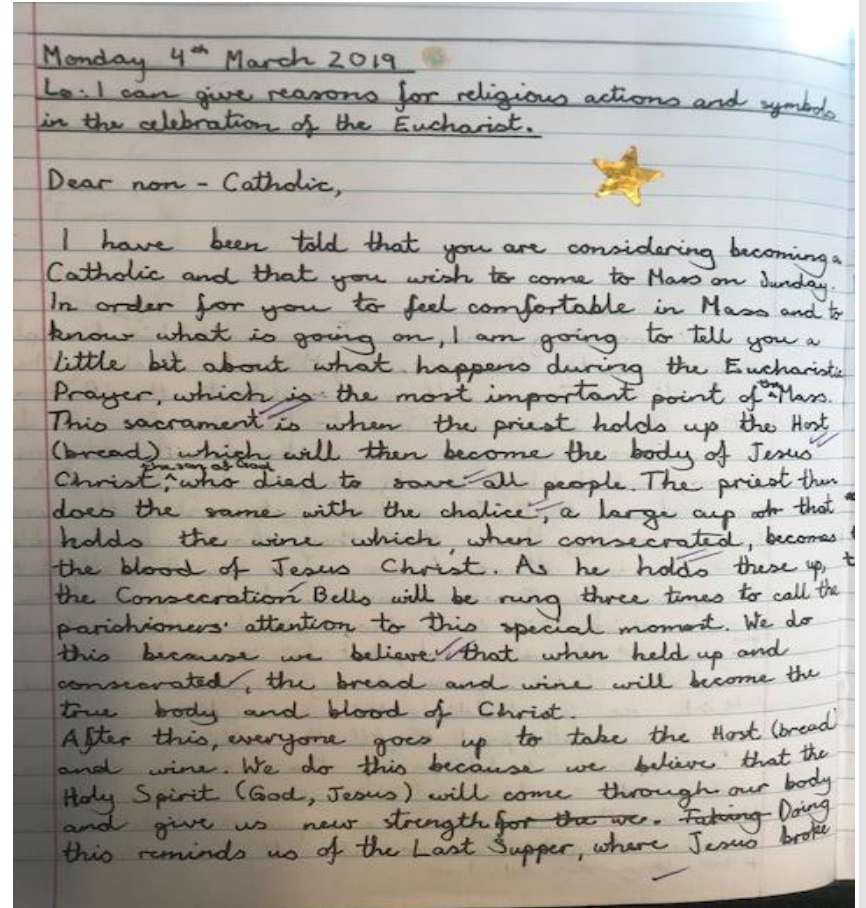 Monday 4th March 2019
Lo: I can give reasons for religious actions and symbols
in the celebration of the Eucharist.
Dear non - Catholic,
I have been told that you are considering becoming a
Catholic and that you wish to come to Mass on Sunday.
In order for you to feel comfortable in Mass and to
know what is going on, I am going to tell you a
little bit about what happens during the Eucharistic
Prayer, which is the most important point of the Mass.
This sacrament is when the priest holds up the Host
(bread) which will then become the body of Jesus
Christ, the son of God who died to save all people. The priest then
does the same with the chalice, a large cup that
holds the wine which, when consecrated, becomes
the blood of Jesus Christ. As he holds these up,
the Consecration Bells will be rung three times to call the
parishioners' attention to this special moment. We do
this because we believe that when held up and
consecrated, the bread and wine will become the
true body and blood of Christ.
After this, everyone goes up to take the Host (bread)
and wine. We do this because we believe that the
Holy Spirit (God, Jesus) will come through our body
and give us new strength for the we. Taking Doing
this reminds us of the Last Supper, where Jesus broke